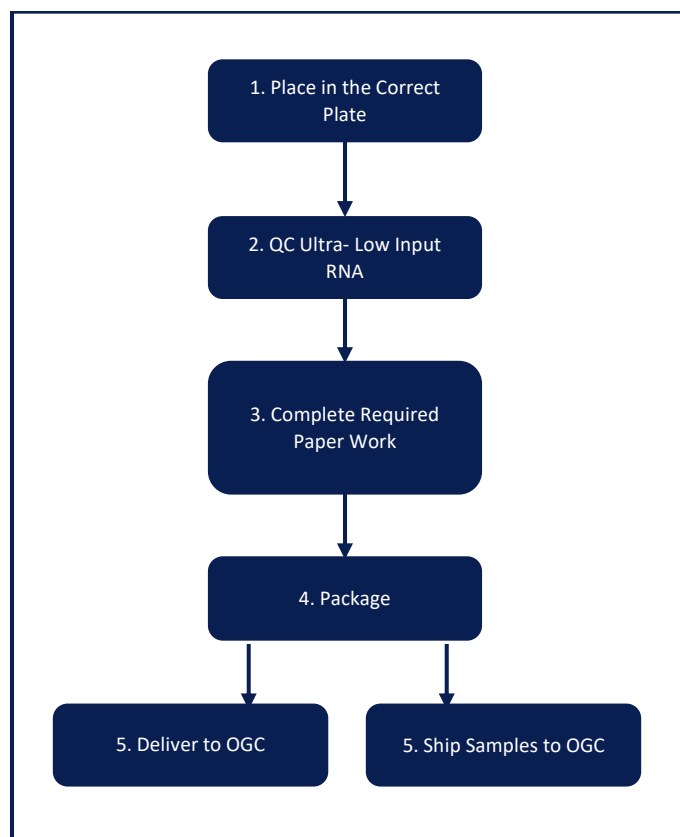 1. Place in the Correct
Plate
2. QC Ultra- Low Input
RNA
3. Complete Required
Paper Work
4. Package
5. Deliver to OGC
5. Ship Samples to OGC